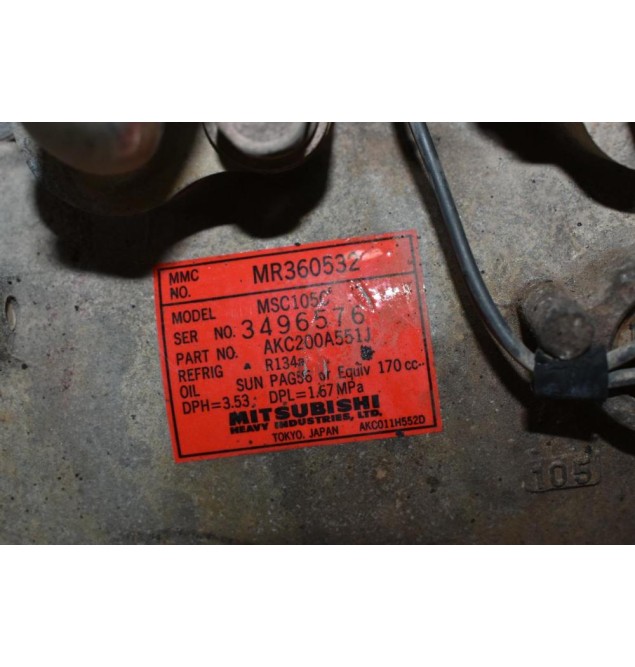 MMC NO. MR360532
MODEL MSC105C
SER NO. 3496576
PART NO. AKC200A551J
REFRIG R134a
OIL SUN PAG56 or Equiv 170 cc
DPH=3.53, DPL=1.67 MPa
MITSUBISHI
HEAVY INDUSTRIES, LTD.
TOKYO, JAPAN AKC011H552D
105